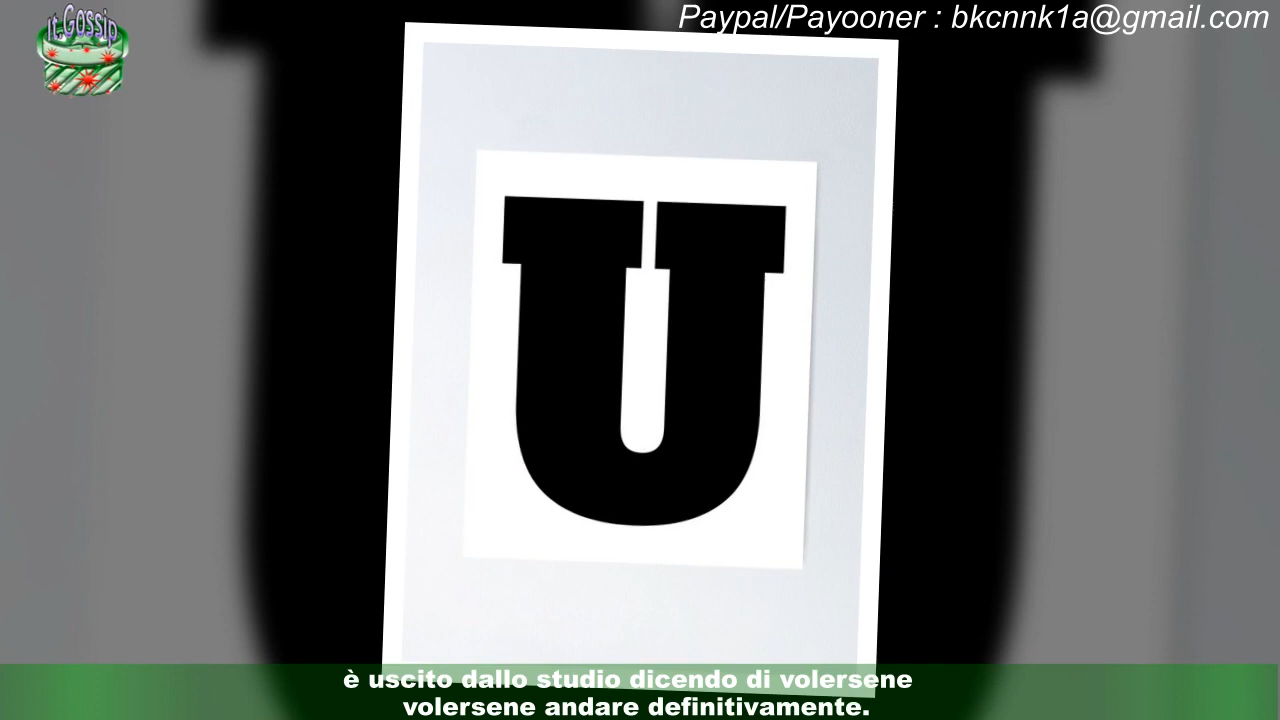 it.Gossip
Paypal/Payooner : bkcnnk1a@gmail.com
U
è uscito dallo studio dicendo di volersene
volersene andare definitivamente.